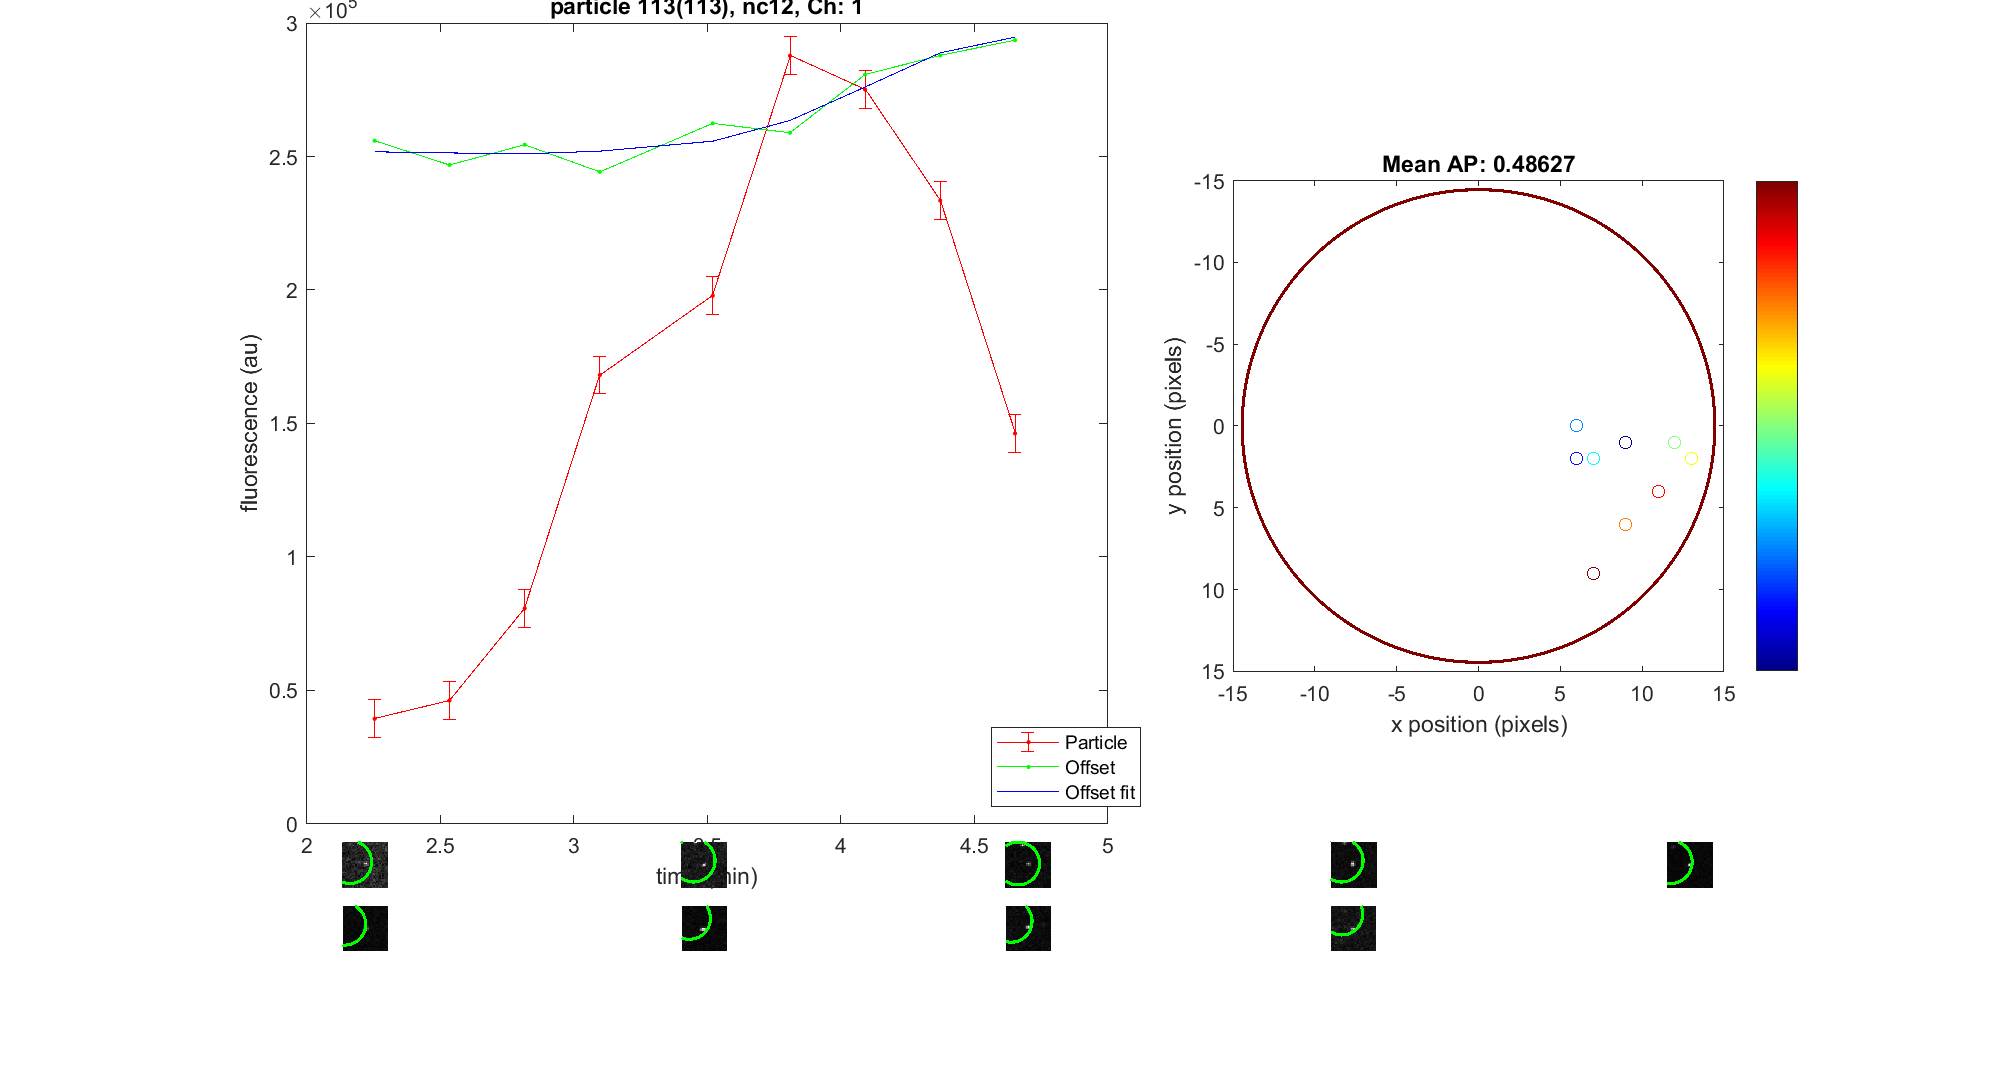 particle 113(113), nc12, Ch: 1
×10⁵
3
2.5
2
1.5
1
0.5
0
fluorescence (au)
2 2.5 3 4 4.5 5
Particle
Offset
Offset fit
Mean AP: 0.48627
-15
-10
-5
0
5
10
15
y position (pixels)
-15 -10 -5 0 5 10 15
x position (pixels)